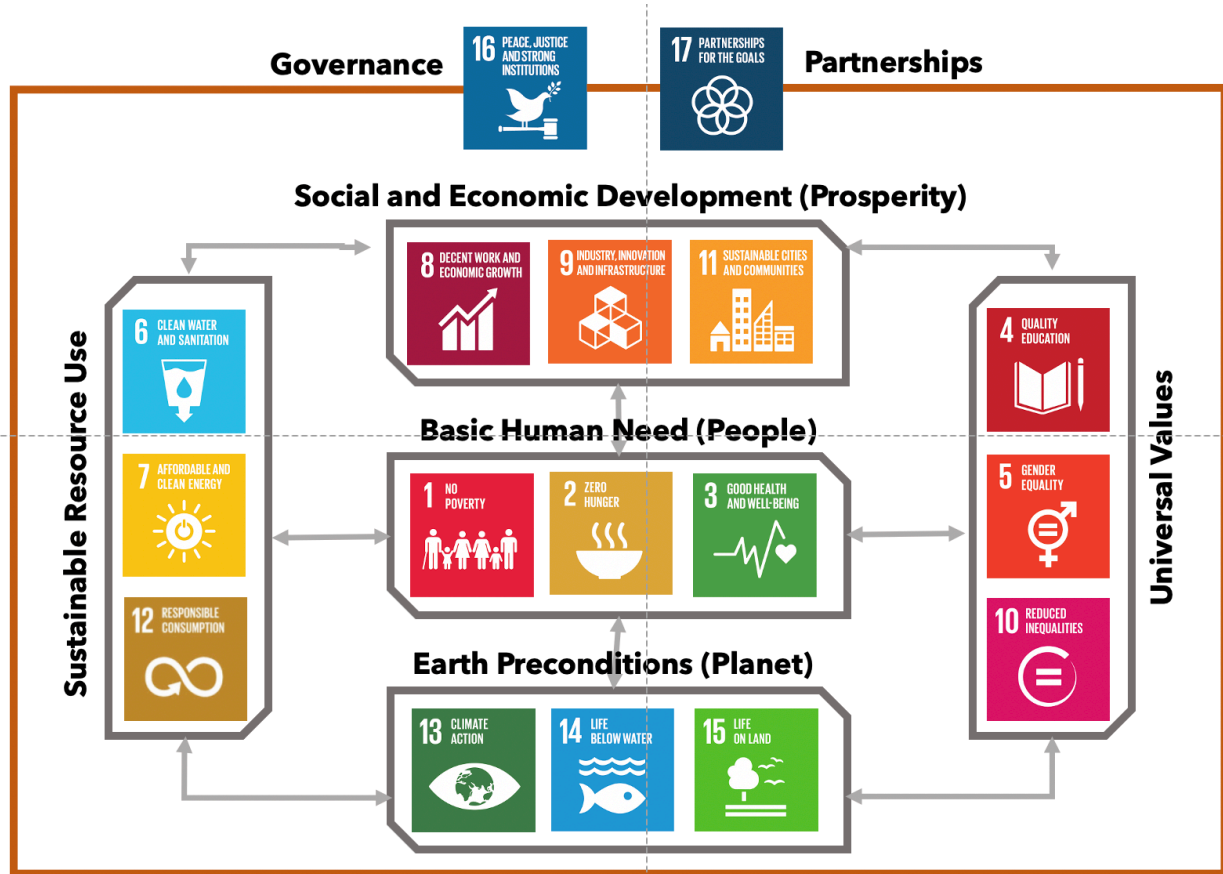 Governance
16 PEACE, JUSTICE
AND STRONG
INSTITUTIONS
17 PARTNERSHIPS
FOR THE GOALS
Partnerships
Social and Economic Development (Prosperity)
8 DECENT WORK AND
ECONOMIC GROWTH
9 INDUSTRY, INNOVATION
AND INFRASTRUCTURE
11 SUSTAINABLE CITIES
AND COMMUNITIES
Sustainable Resource Use
6 CLEAN WATER
AND SANITATION
7 AFFORDABLE AND
CLEAN ENERGY
12 RESPONSIBLE
CONSUMPTION
Basic Human Need (People)
1 NO
POVERTY
2 ZERO
HUNGER
3 GOOD HEALTH
AND WELL-BEING
Earth Preconditions (Planet)
13 CLIMATE
ACTION
14 LIFE
BELOW WATER
15 LIFE
ON LAND
4 QUALITY
EDUCATION
5 GENDER
EQUALITY
10 REDUCED
INEQUALITIES
Universal Values